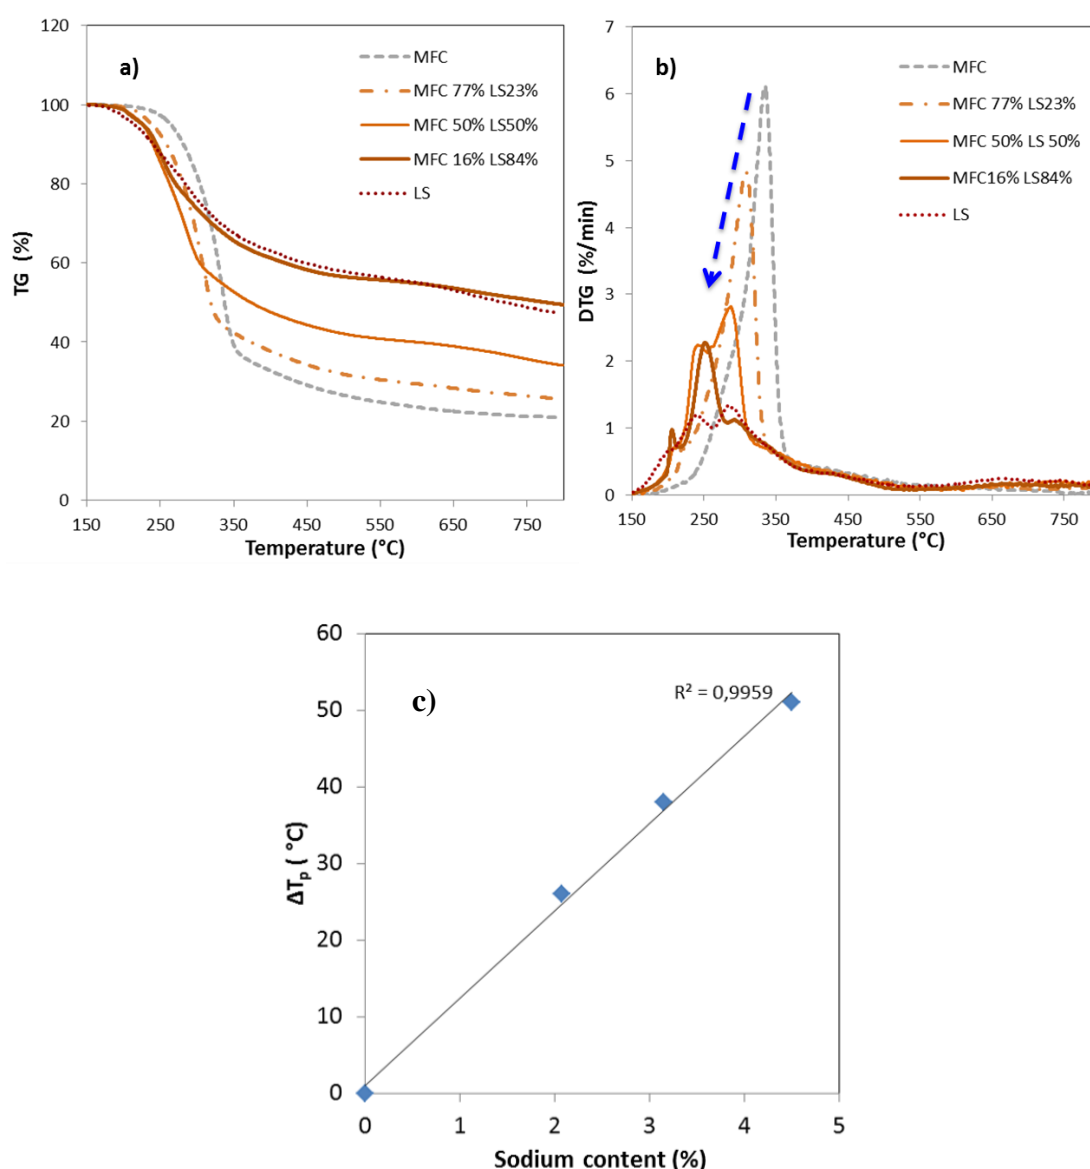 a)
MFC
MFC 77% LS23%
MFC 50% LS50%
MFC 16% LS84%
LS
120
100
80
60
40
20
0
150 250 350 450 550 650 750
TG (%)
Temperature (°C)
b)
MFC
MFC 77% LS23%
MFC 50% LS 50%
MFC16% LS84%
LS
7
6
5
4
3
2
1
0
150 250 350 450 550 650 750
DTG (%/min)
Temperature (°C)
c)
R² = 0,9959
60
50
40
30
20
10
0
0 1 2 3 4 5
ΔTp ( °C)
Sodium content (%)